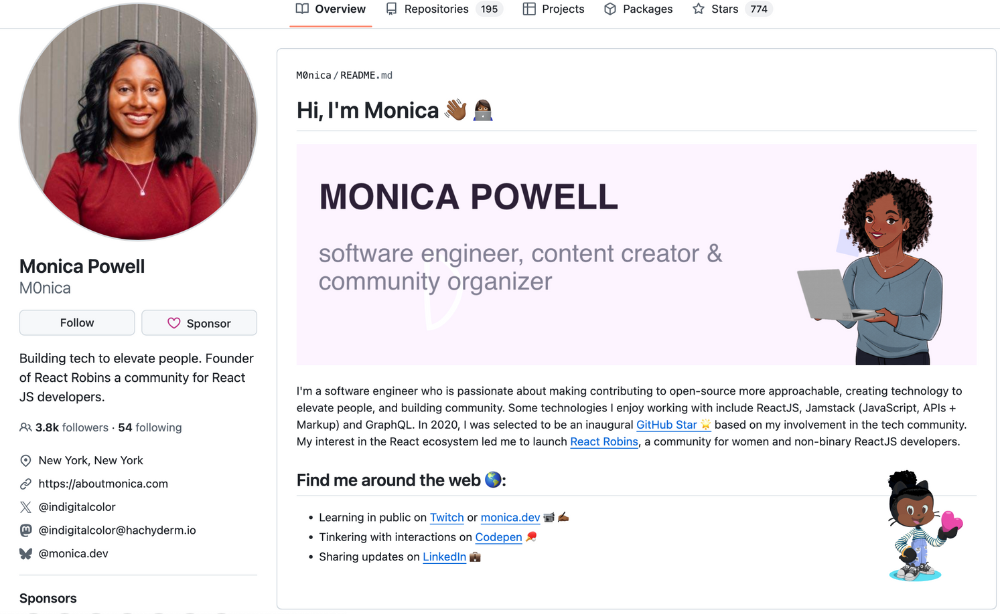 Overview
Repositories 195
Projects
Packages
Stars 774
Monica Powell
M0nica
Follow
Sponsor
Building tech to elevate people. Founder
of React Robins a community for React
JS developers.
3.8k followers · 54 following
New York, New York
https://aboutmonica.com
@indigitalcolor
@indigitalcolor@hachyderm.io
@monica.dev
Sponsors
M0nica/README.md
Hi, I'm Monica 👋🏾 👩🏾‍💻
MONICA POWELL
software engineer, content creator &
community organizer
I'm a software engineer who is passionate about making contributing to open-source more approachable, creating technology to
elevate people, and building community. Some technologies I enjoy working with include ReactJS, Jamstack (JavaScript, APIs +
Markup) and GraphQL. In 2020, I was selected to be an inaugural GitHub Star 🌟 based on my involvement in the tech community.
My interest in the React ecosystem led me to launch React Robins, a community for women and non-binary ReactJS developers.
Find me around the web 🌎:
• Learning in public on Twitch or monica.dev 📹 ✍🏾
• Tinkering with interactions on Codepen 🏓
• Sharing updates on LinkedIn 💼